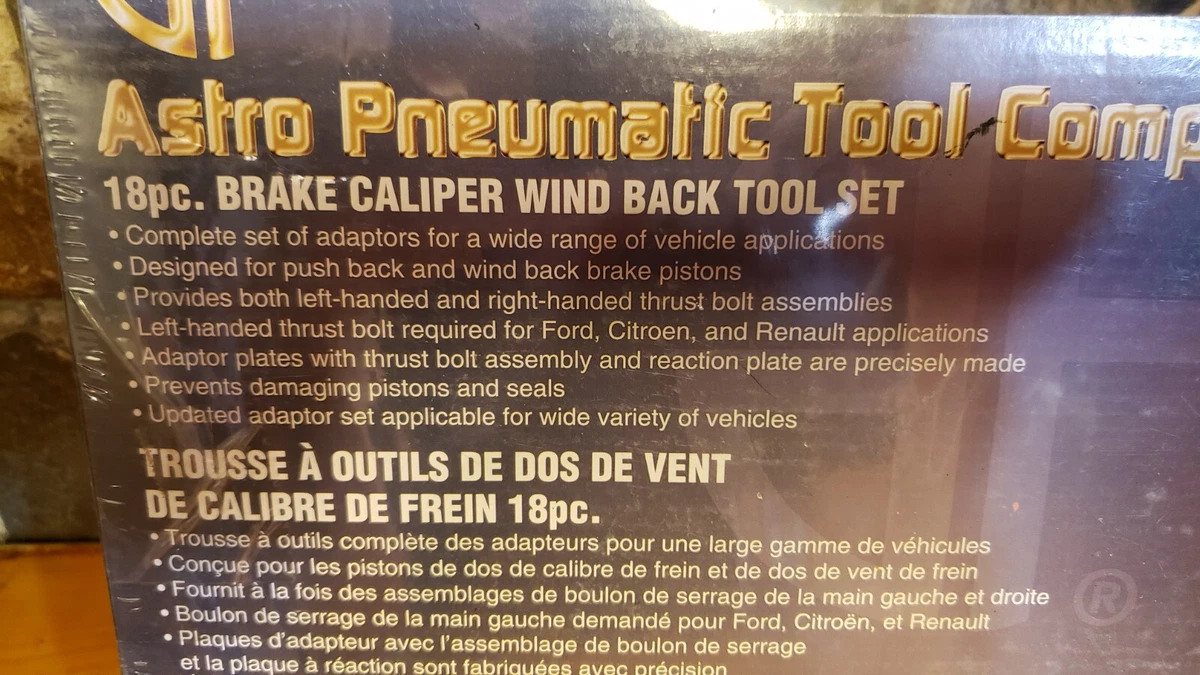 Astro Pneumatic Tool Comp
18pc. BRAKE CALIPER WIND BACK TOOL SET
• Complete set of adaptors for a wide range of vehicle applications
• Designed for push back and wind back brake pistons
• Provides both left-handed and right-handed thrust bolt assemblies
• Left-handed thrust bolt required for Ford, Citroen, and Renault applications
• Adaptor plates with thrust bolt assembly and reaction plate are precisely made
• Prevents damaging pistons and seals
• Updated adaptor set applicable for wide variety of vehicles
TROUSSE À OUTILS DE DOS DE VENT
DE CALIBRE DE FREIN 18pc.
• Trousse à outils complète des adapteurs pour une large gamme de véhicules
• Conçue pour les pistons de dos de calibre de frein et de dos de vent de frein
• Fournit à la fois des assemblages de boulon de serrage de la main gauche et droite
®
• Boulon de serrage de la main gauche demandé pour Ford, Citroën, et Renault
• Plaques d'adapteur avec l'assemblage de boulon de serrage
et la plaque à réaction sont fabriquées avec précision